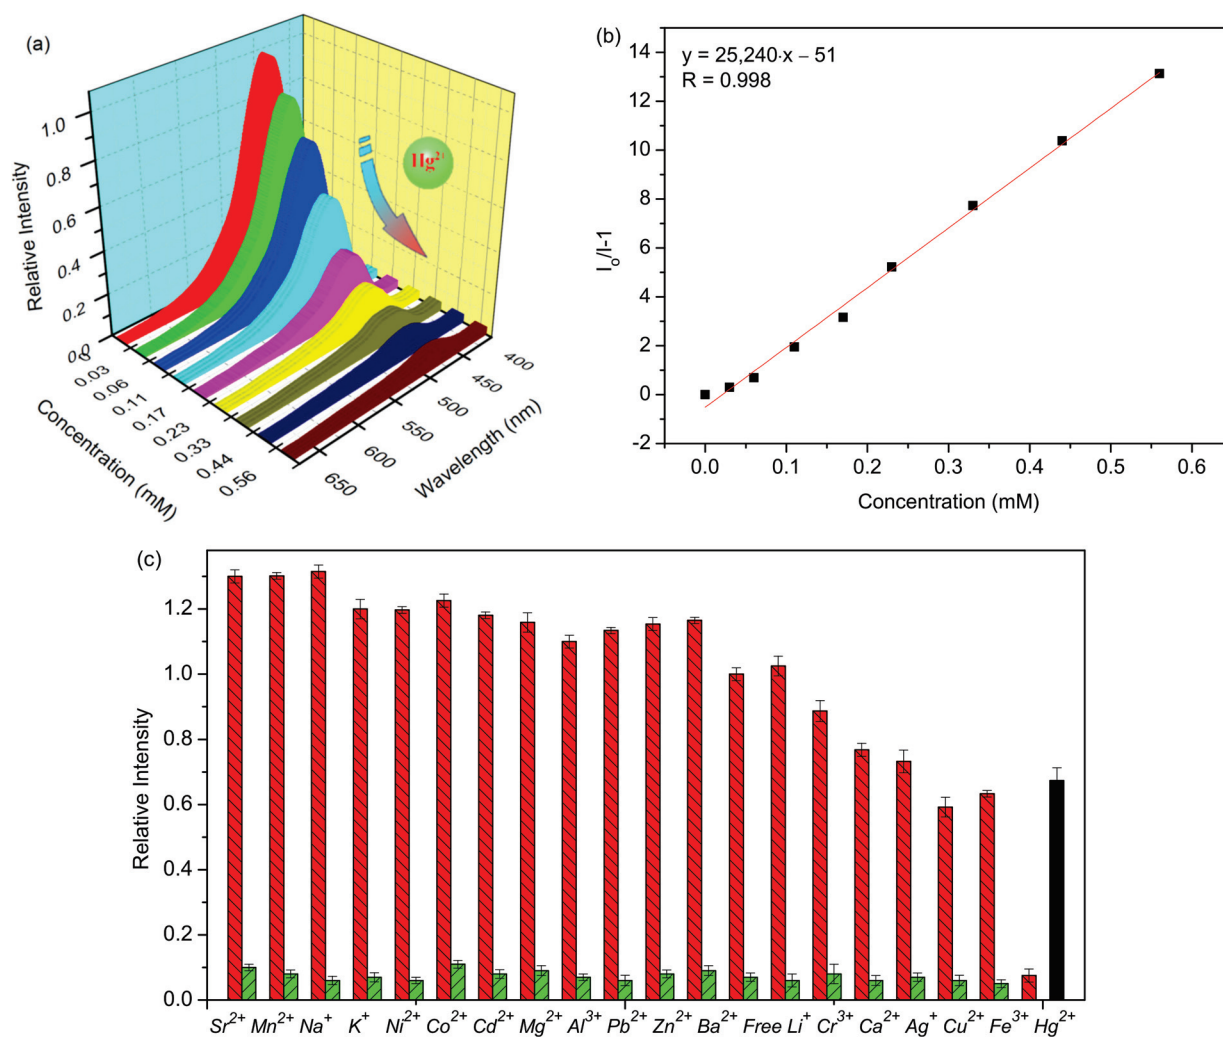 (a)
Hg²⁺
Relative Intensity
1.0
0.8
0.6
0.4
0.2
0.0
0
0.03
0.06
0.11
0.17
0.23
0.33
0.44
0.56
Concentration (mM)
400
450
500
550
600
650
Wavelength (nm)
(b)
y = 25,240·x – 51
R = 0.998
I₀/I-1
14
12
10
8
6
4
2
0
-2
0.0 0.1 0.2 0.3 0.4 0.5 0.6
Concentration (mM)
(c)
Relative Intensity
1.2
1.0
0.8
0.6
0.4
0.2
0.0
Sr²⁺ Mn²⁺ Na⁺ K⁺ Ni²⁺ Co²⁺ Cd²⁺ Mg²⁺ Al³⁺ Pb²⁺ Zn²⁺ Ba²⁺ Free Li⁺ Cr³⁺ Ca²⁺ Ag⁺ Cu²⁺ Fe³⁺ Hg²⁺